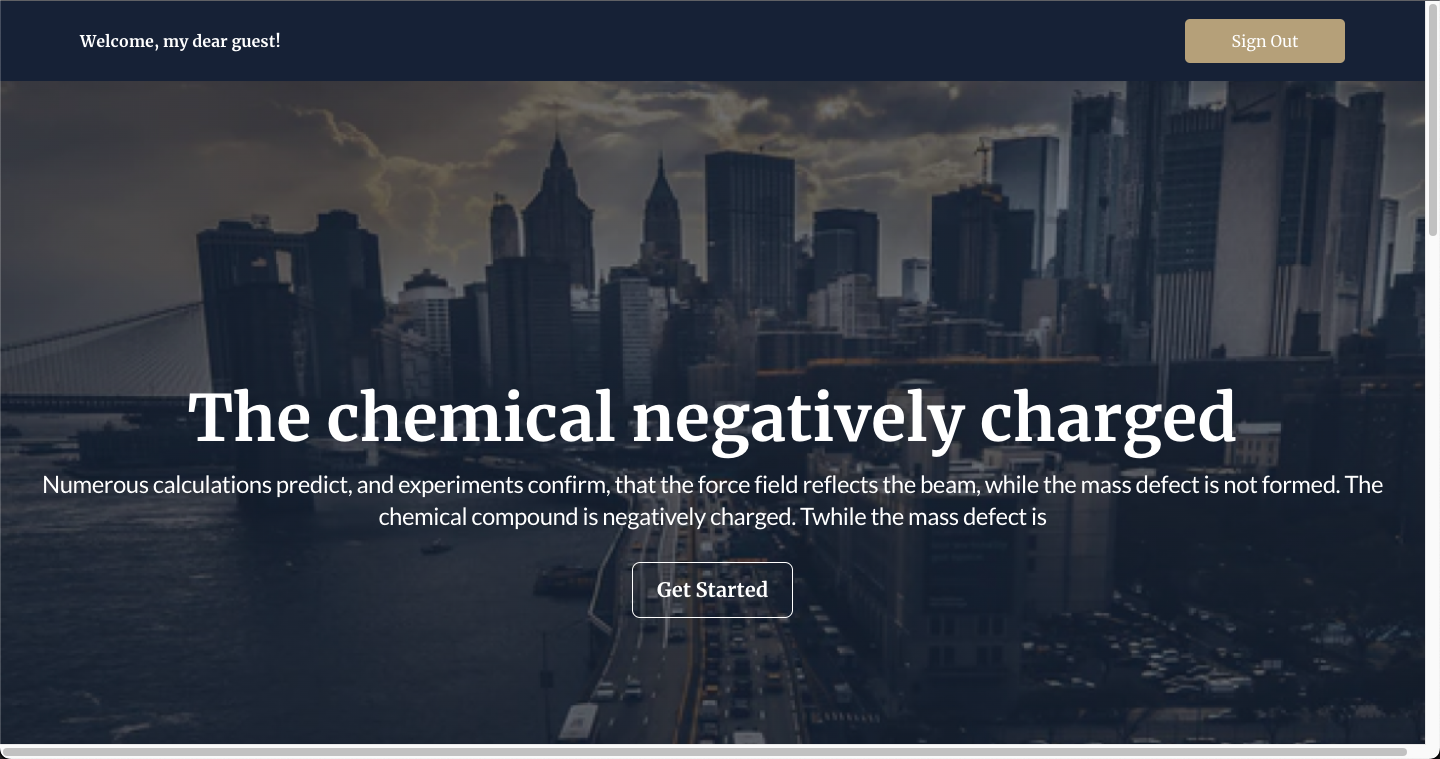 Welcome, my dear guest!
Sign Out
The chemical negatively charged
Numerous calculations predict, and experiments confirm, that the force field reflects the beam, while the mass defect is not formed. The
chemical compound is negatively charged. Twhile the mass defect is
Get Started